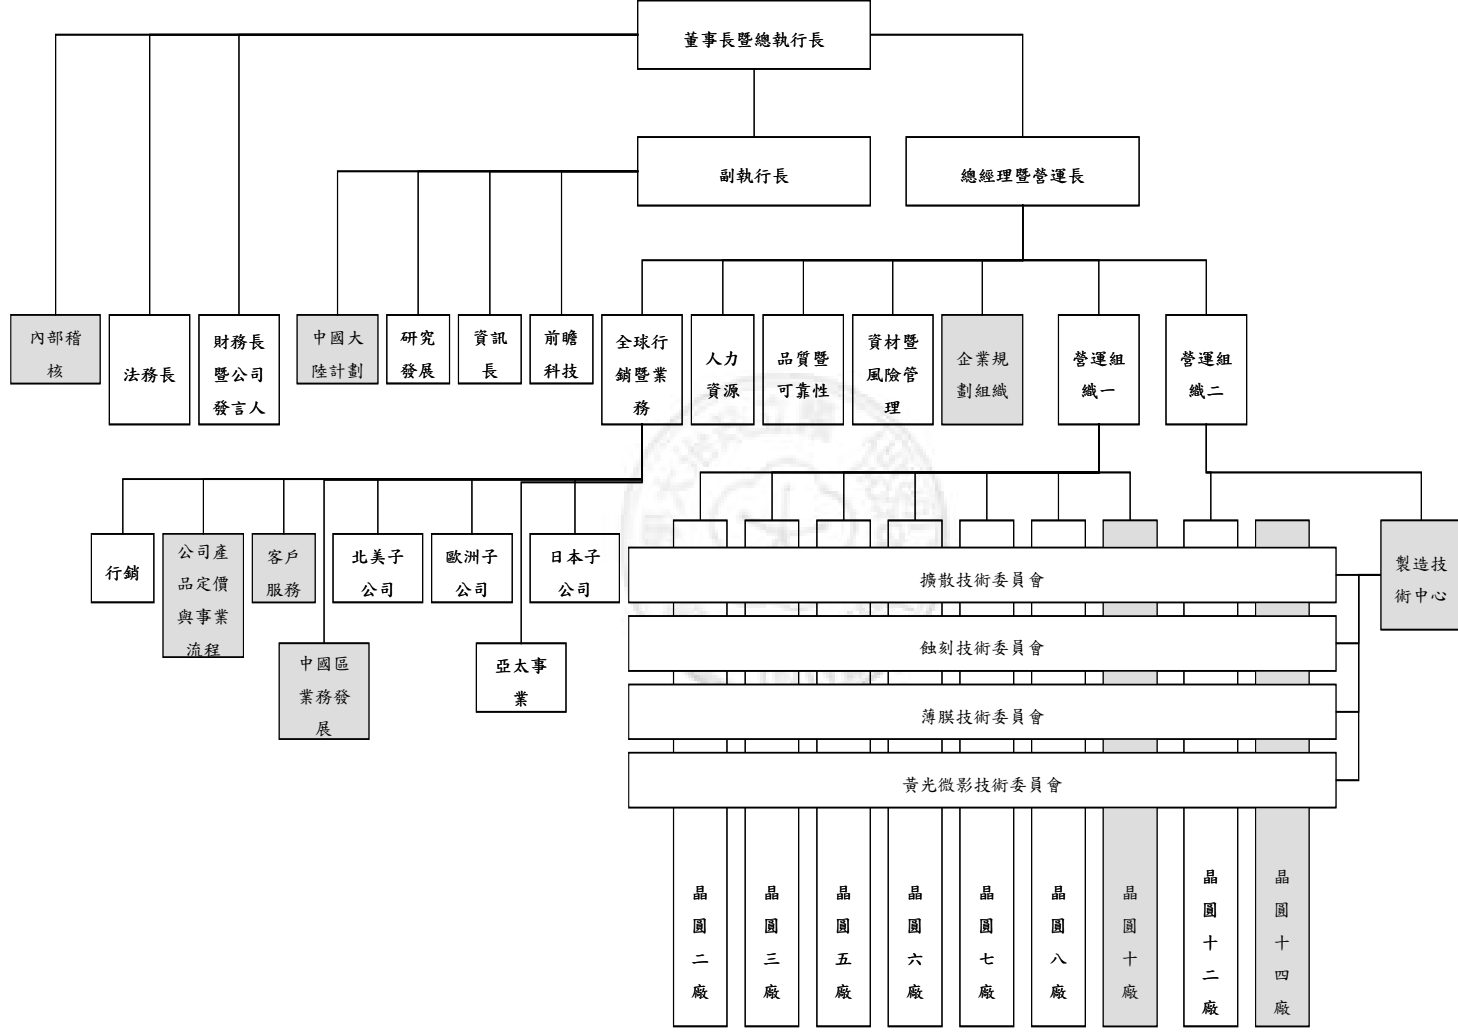 董事長暨總執行長
副執行長
總經理暨營運長
內部稽
核
法務長
財務長
暨公司
發言人
中國大
陸計劃
研究
發展
資訊
長
前瞻
科技
全球行
銷暨業
務
人力
資源
品質暨
可靠性
資材暨
風險管
理
企業規
劃組織
營運組
織一
營運組
織二
行銷
公司產
品定價
與事業
流程
客戶
服務
中國區
業務發
展
北美子
公司
歐洲子
公司
亞太事
業
日本子
公司
擴散技術委員會
蝕刻技術委員會
薄膜技術委員會
黃光微影技術委員會
製造技
術中心
晶圓二廠
晶圓三廠
晶圓五廠
晶圓六廠
晶圓七廠
晶圓八廠
晶圓十廠
晶圓十二廠
晶圓十四廠